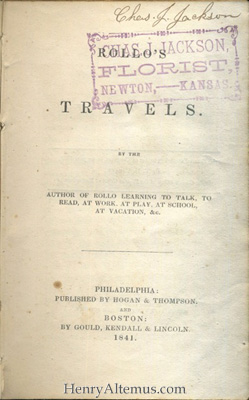 Chas. J. Jackson
CHAS. J. JACKSON,
ROLLO'S
FLORIST,
NEWTON,—KANSAS.
TRAVELS.
BY THE
AUTHOR OF ROLLO LEARNING TO TALK, TO
READ, AT WORK, AT PLAY, AT SCHOOL,
AT VACATION, &c.
PHILADELPHIA:
PUBLISHED BY HOGAN & THOMPSON.
AND
BOSTON:
BY GOULD, KENDALL & LINCOLN.
1841.
HenryAltemus.com